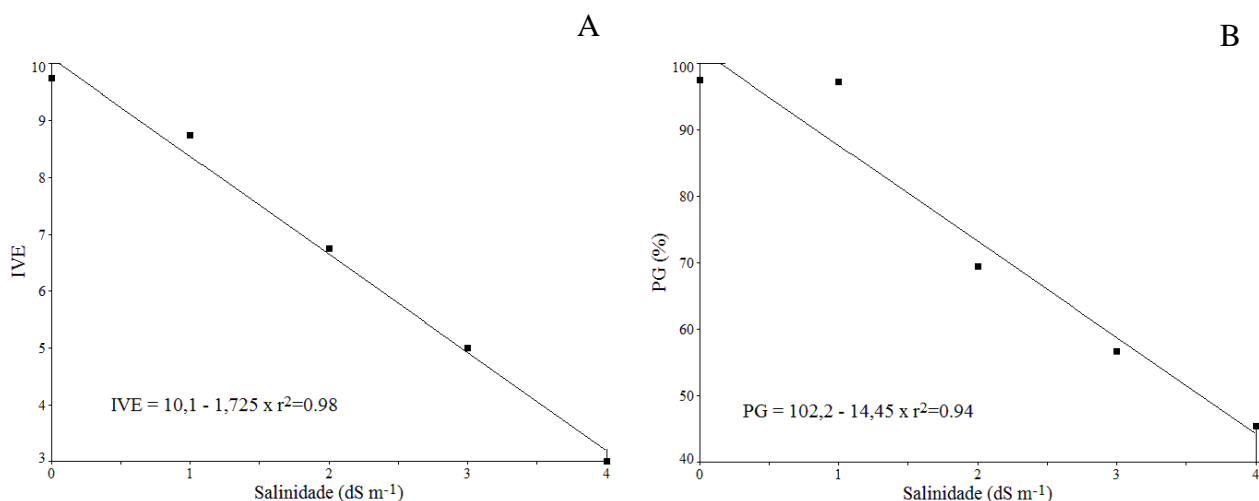 A
10
9
8
7
6
5
4
3
IVE
IVE = 10,1 - 1,725 x r²=0.98
0 1 2 3 4
Salinidade (dS m⁻¹)
B
100
90
80
70
60
50
40
PG (%)
PG = 102,2 - 14,45 x r²=0.94
0 1 2 3 4
Salinidade (dS m⁻¹)